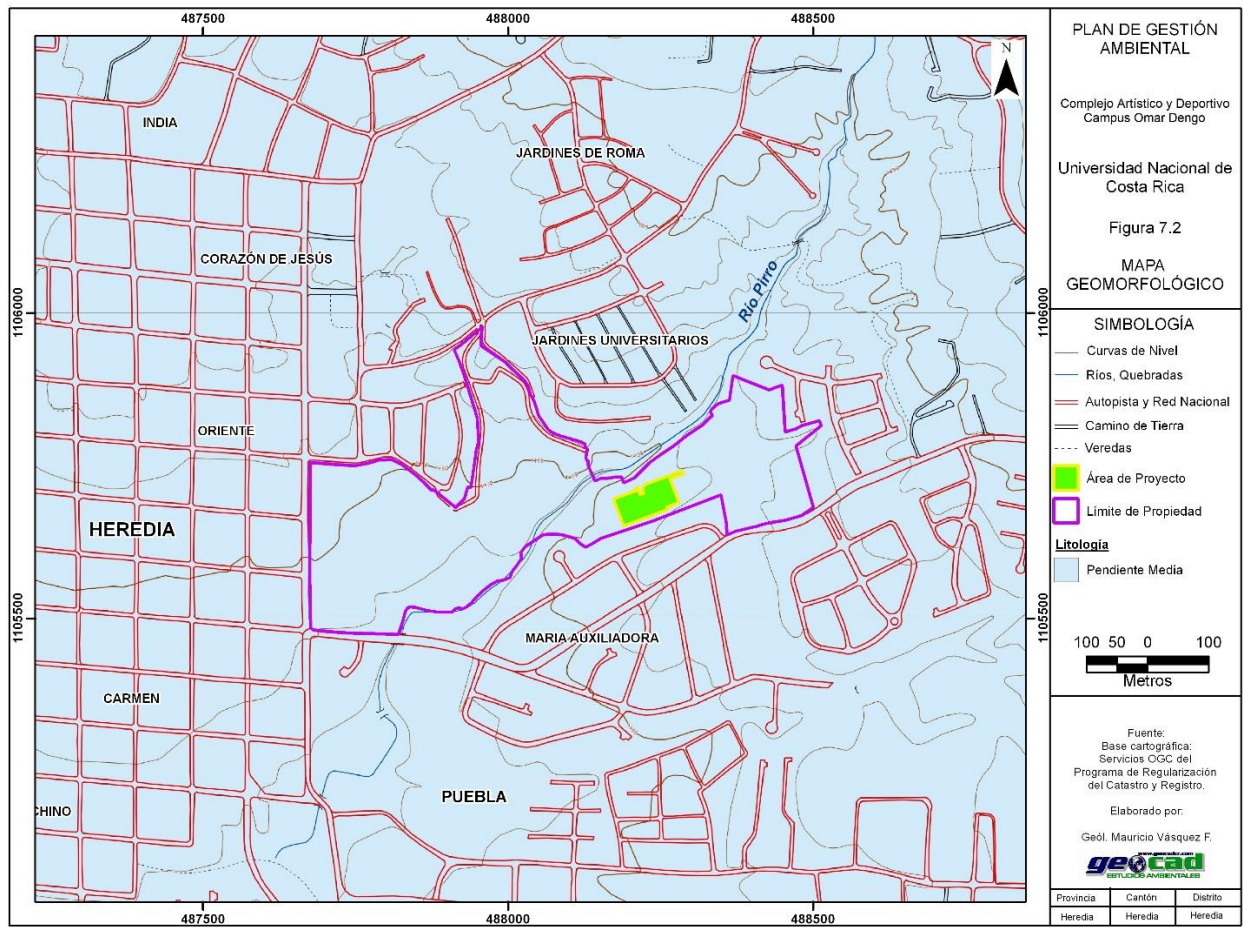 487500
488000
488500
N
INDIA
JARDINES DE ROMA
CORAZÓN DE JESÚS
Río Pirro
1106000
1106000
JARDINES UNIVERSITARIOS
ORIENTE
HEREDIA
1105500
1105500
MARIA AUXILIADORA
CARMEN
PUEBLA
CHINO
487500
488000
488500
PLAN DE GESTIÓN
AMBIENTAL
Complejo Artístico y Deportivo
Campus Omar Dengo
Universidad Nacional de
Costa Rica
Figura 7.2
MAPA
GEOMORFOLÓGICO
SIMBOLOGÍA
Curvas de Nivel
Ríos, Quebradas
Autopista y Red Nacional
Camino de Tierra
Veredas
Área de Proyecto
Límite de Propiedad
Litología
Pendiente Media
100 50 0 100
Metros
Fuente:
Base cartográfica:
Servicios OGC del
Programa de Regularización
del Catastro y Registro.
Elaborado por:
Geól. Mauricio Vásquez F.
geocad
ESTUDIOS AMBIENTALES
Provincia Cantón Distrito
Heredia Heredia Heredia